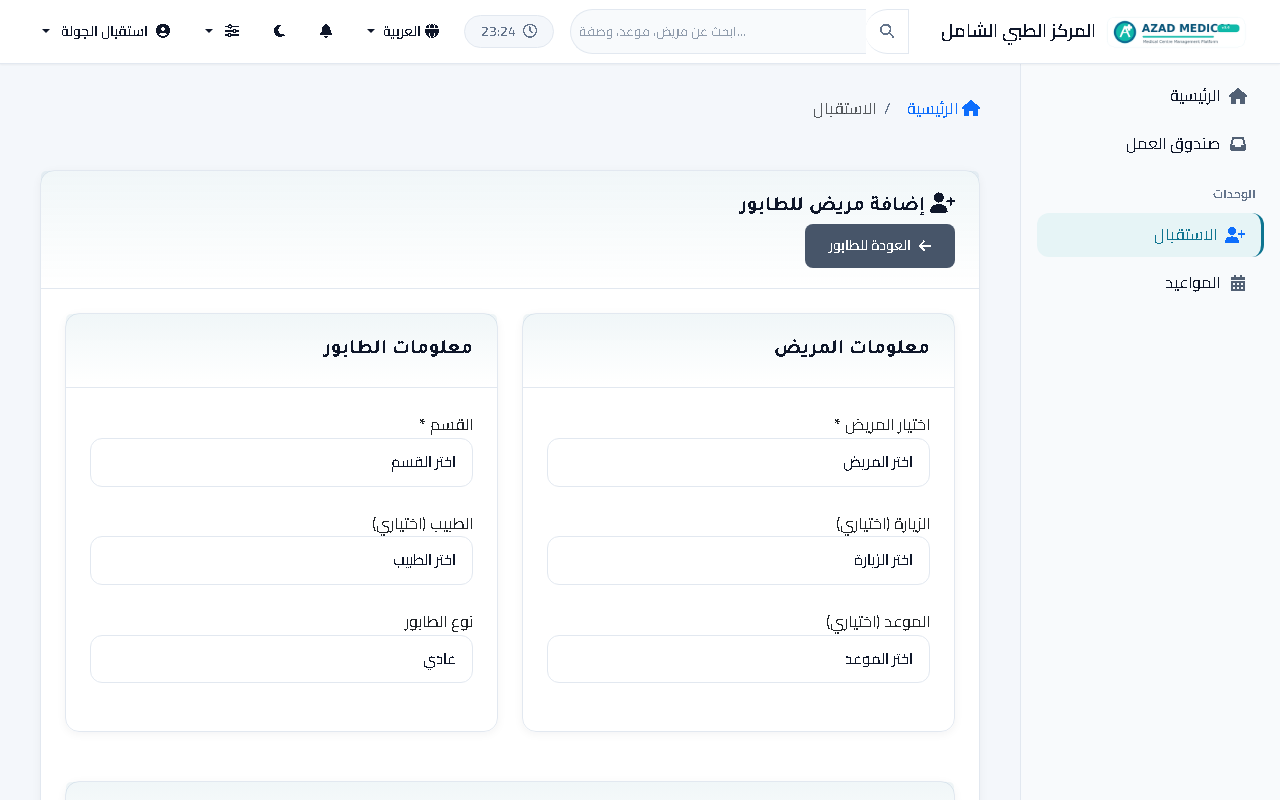 AZAD MEDIC
Medical Centre Management Platform
المركز الطبي الشامل
ابحث عن مريض، موعد، وصفة...
23:24
العربية
استقبال الجولة
الرئيسية
صندوق العمل
الوحدات
الاستقبال
المواعيد
الرئيسية / الاستقبال
إضافة مريض للطابور
العودة للطابور
معلومات المريض
اختيار المريض *
اختر المريض
الزيارة (اختياري)
اختر الزيارة
الموعد (اختياري)
اختر الموعد
معلومات الطابور
القسم *
اختر القسم
الطبيب (اختياري)
اختر الطبيب
نوع الطابور
عادي